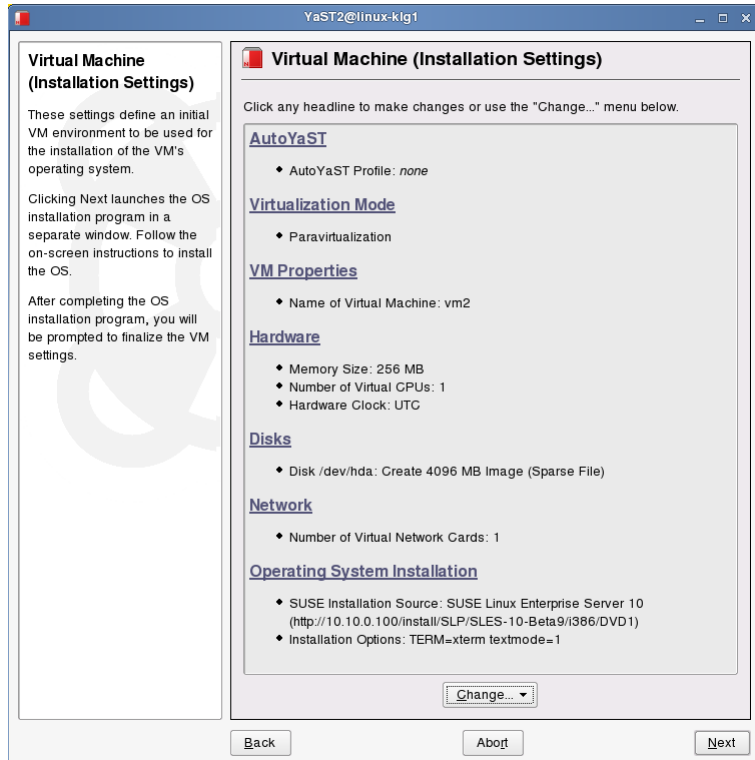 YaST2@linux-klg1
Virtual Machine
(Installation Settings)
These settings define an initial
VM environment to be used for
the installation of the VM's
operating system.
Clicking Next launches the OS
installation program in a
separate window. Follow the
on-screen instructions to install
the OS.
After completing the OS
installation program, you will
be prompted to finalize the VM
settings.
Virtual Machine (Installation Settings)
Click any headline to make changes or use the "Change..." menu below.
AutoYaST
AutoYaST Profile: none
Virtualization Mode
Paravirtualization
VM Properties
Name of Virtual Machine: vm2
Hardware
Memory Size: 256 MB
Number of Virtual CPUs: 1
Hardware Clock: UTC
Disks
Disk /dev/hda: Create 4096 MB Image (Sparse File)
Network
Number of Virtual Network Cards: 1
Operating System Installation
SUSE Installation Source: SUSE Linux Enterprise Server 10
(http://10.10.0.100/install/SLP/SLES-10-Beta9/i386/DVD1)
Installation Options: TERM=xterm textmode=1
Change...
Back
Abort
Next